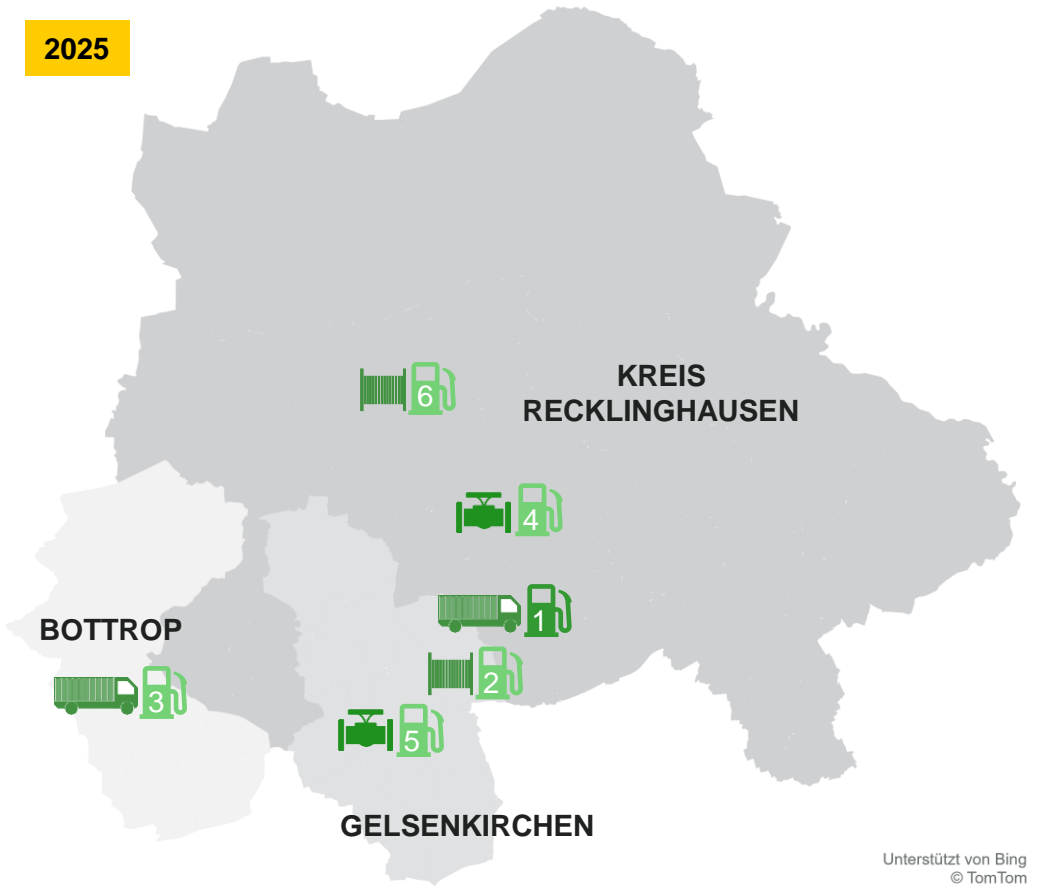 2025
6
KREIS
RECKLINGHAUSEN
4
1
BOTTROP
2
3
5
GELSENKIRCHEN
Unterstützt von Bing
© TomTom